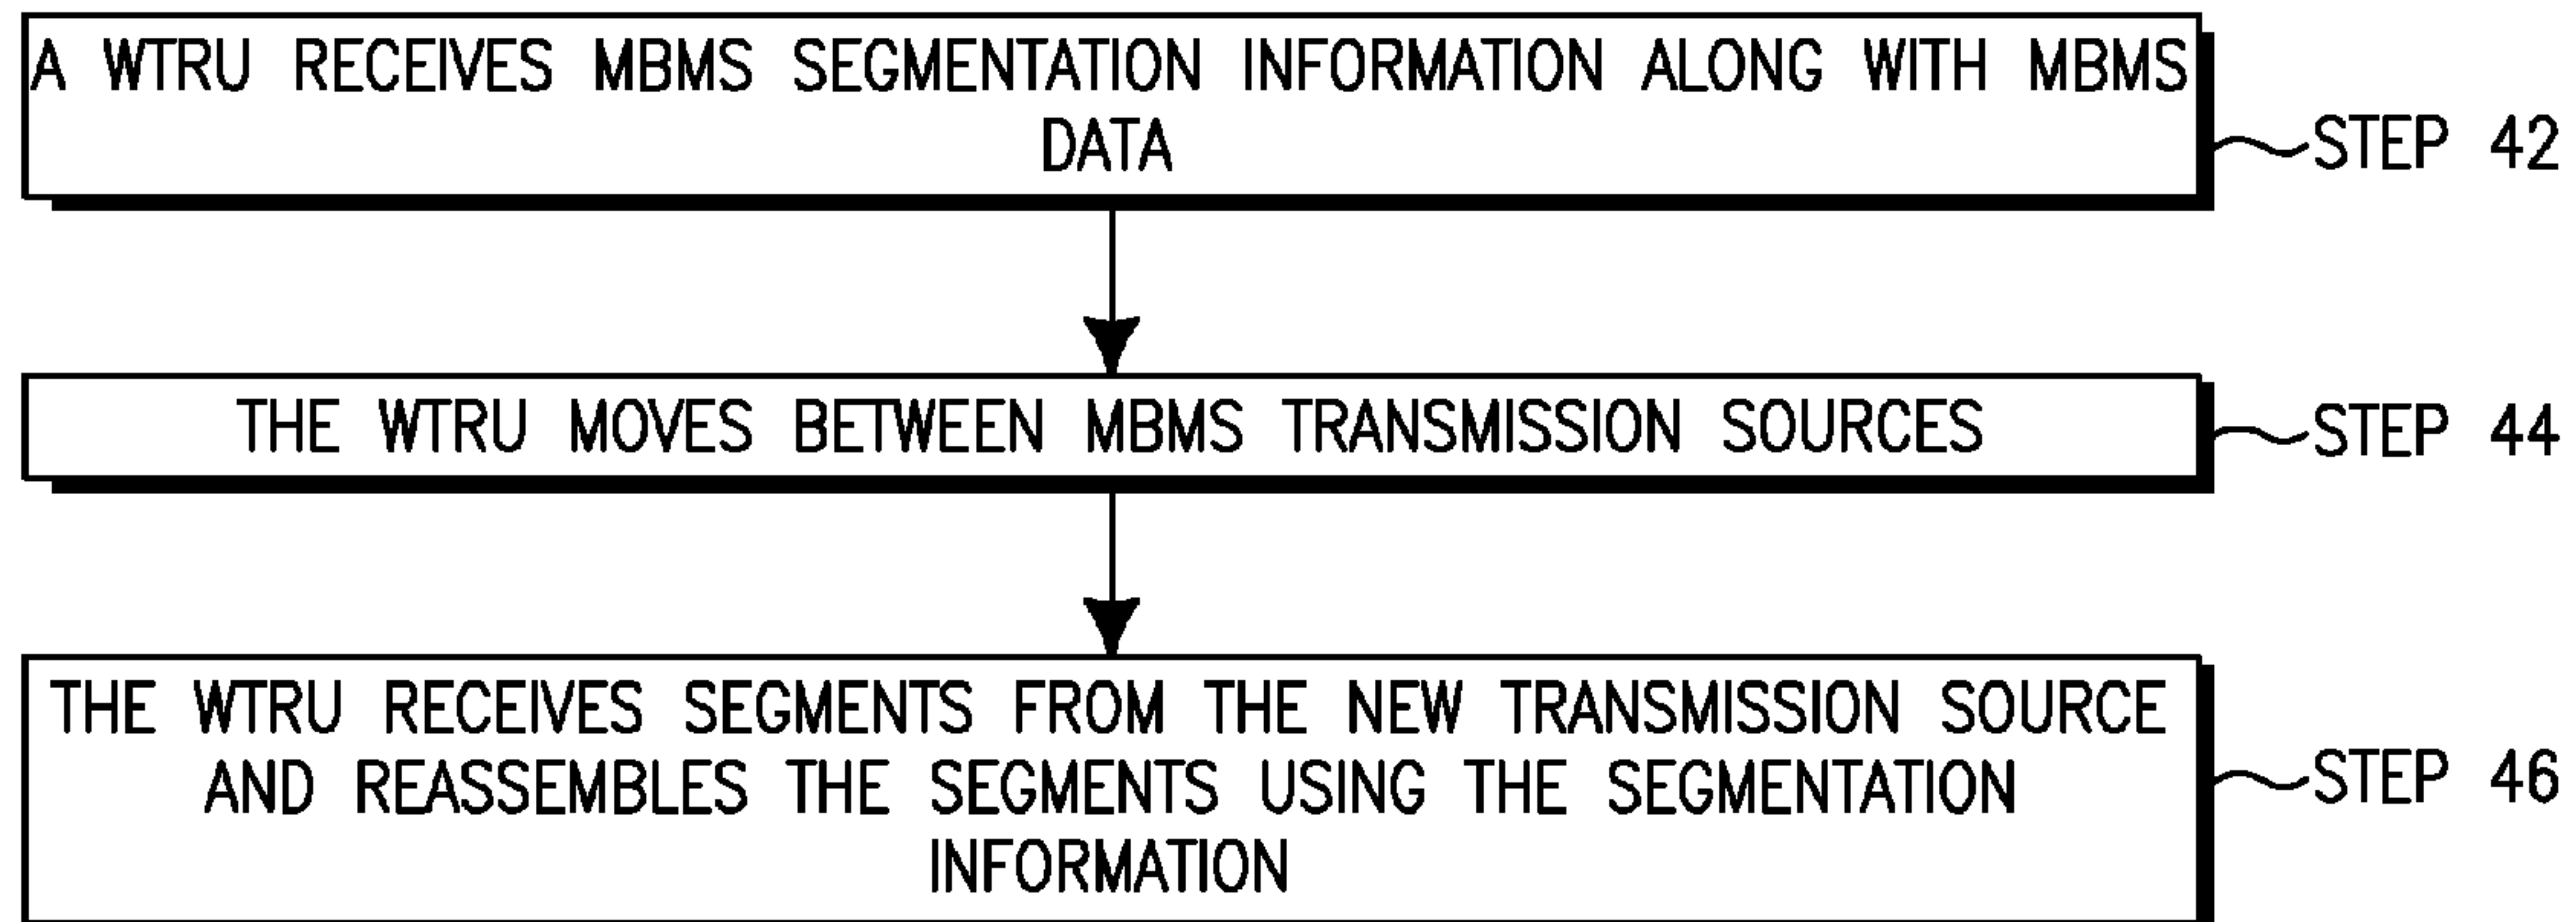 A WTRU RECEIVES MBMS SEGMENTATION INFORMATION ALONG WITH MBMS
DATA
STEP 42
THE WTRU MOVES BETWEEN MBMS TRANSMISSION SOURCES
STEP 44
THE WTRU RECEIVES SEGMENTS FROM THE NEW TRANSMISSION SOURCE
AND REASSEMBLES THE SEGMENTS USING THE SEGMENTATION
INFORMATION
STEP 46